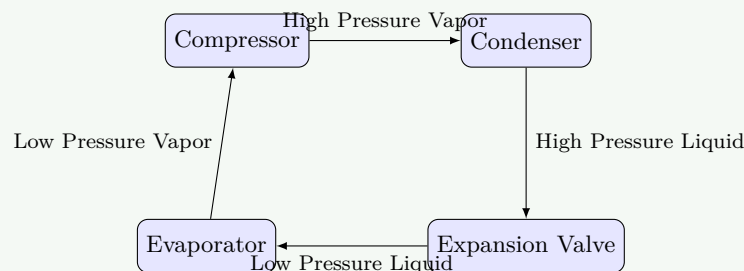 High Pressure Vapor
Compressor
Condenser
Low Pressure Vapor
High Pressure Liquid
Evaporator
Expansion Valve
Low Pressure Liquid